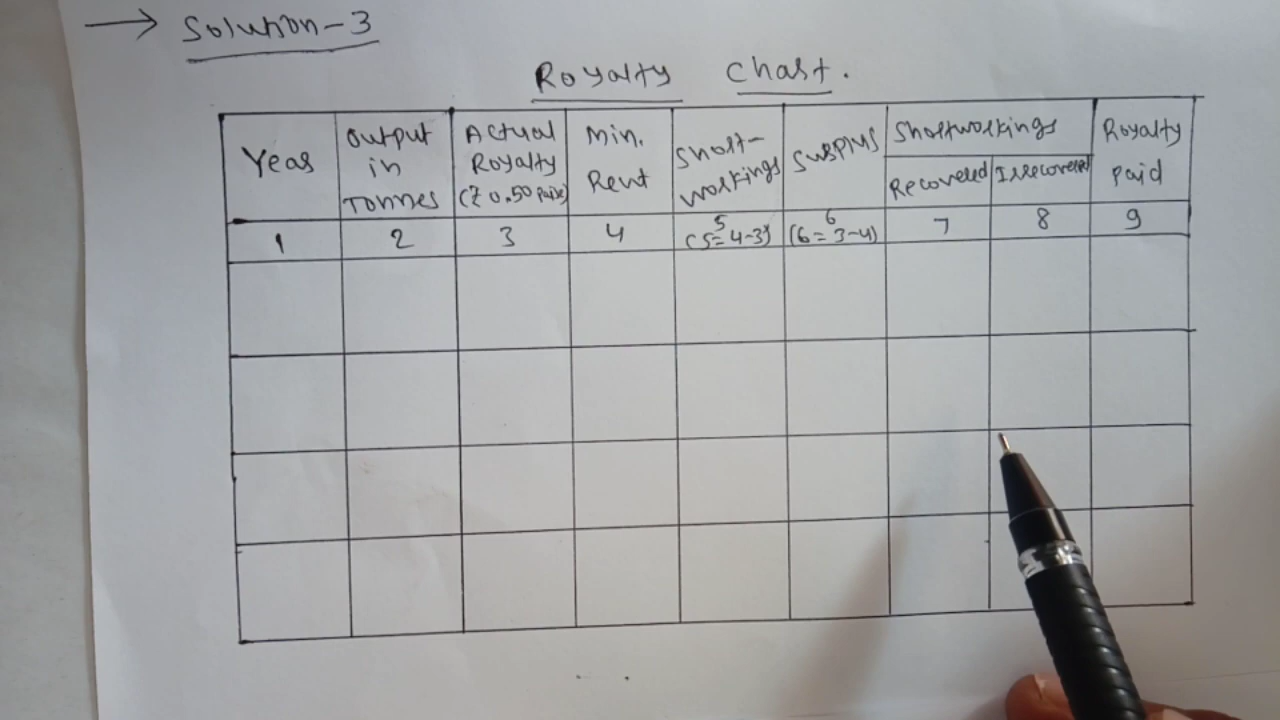 → Solution-3
Royalty Chart.
Year
Output
in
Tonnes
Actual
Royalty
(₹ 0.50 Paise)
Min.
Rent
Short-
workings
Surplus
Shortworkings
Recovered
Irrecovered
Royalty
Paid
1
2
3
4
5
(5=4-3)
6
(6=3-4)
7
8
9